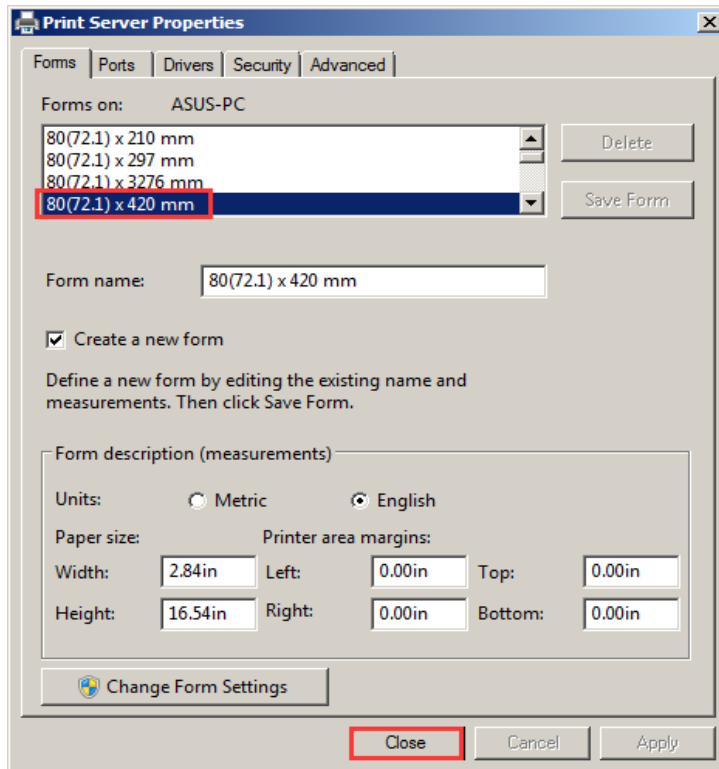 Print Server Properties
Forms Ports Drivers Security Advanced
Forms on: ASUS-PC
80(72.1) x 210 mm
80(72.1) x 297 mm
80(72.1) x 3276 mm
80(72.1) x 420 mm
Delete
Save Form
Form name: 80(72.1) x 420 mm
Create a new form
Define a new form by editing the existing name and
measurements. Then click Save Form.
Form description (measurements)
Units: Metric English
Paper size: Printer area margins:
Width: 2.84in Left: 0.00in Top: 0.00in
Height: 16.54in Right: 0.00in Bottom: 0.00in
Change Form Settings
Close Cancel Apply